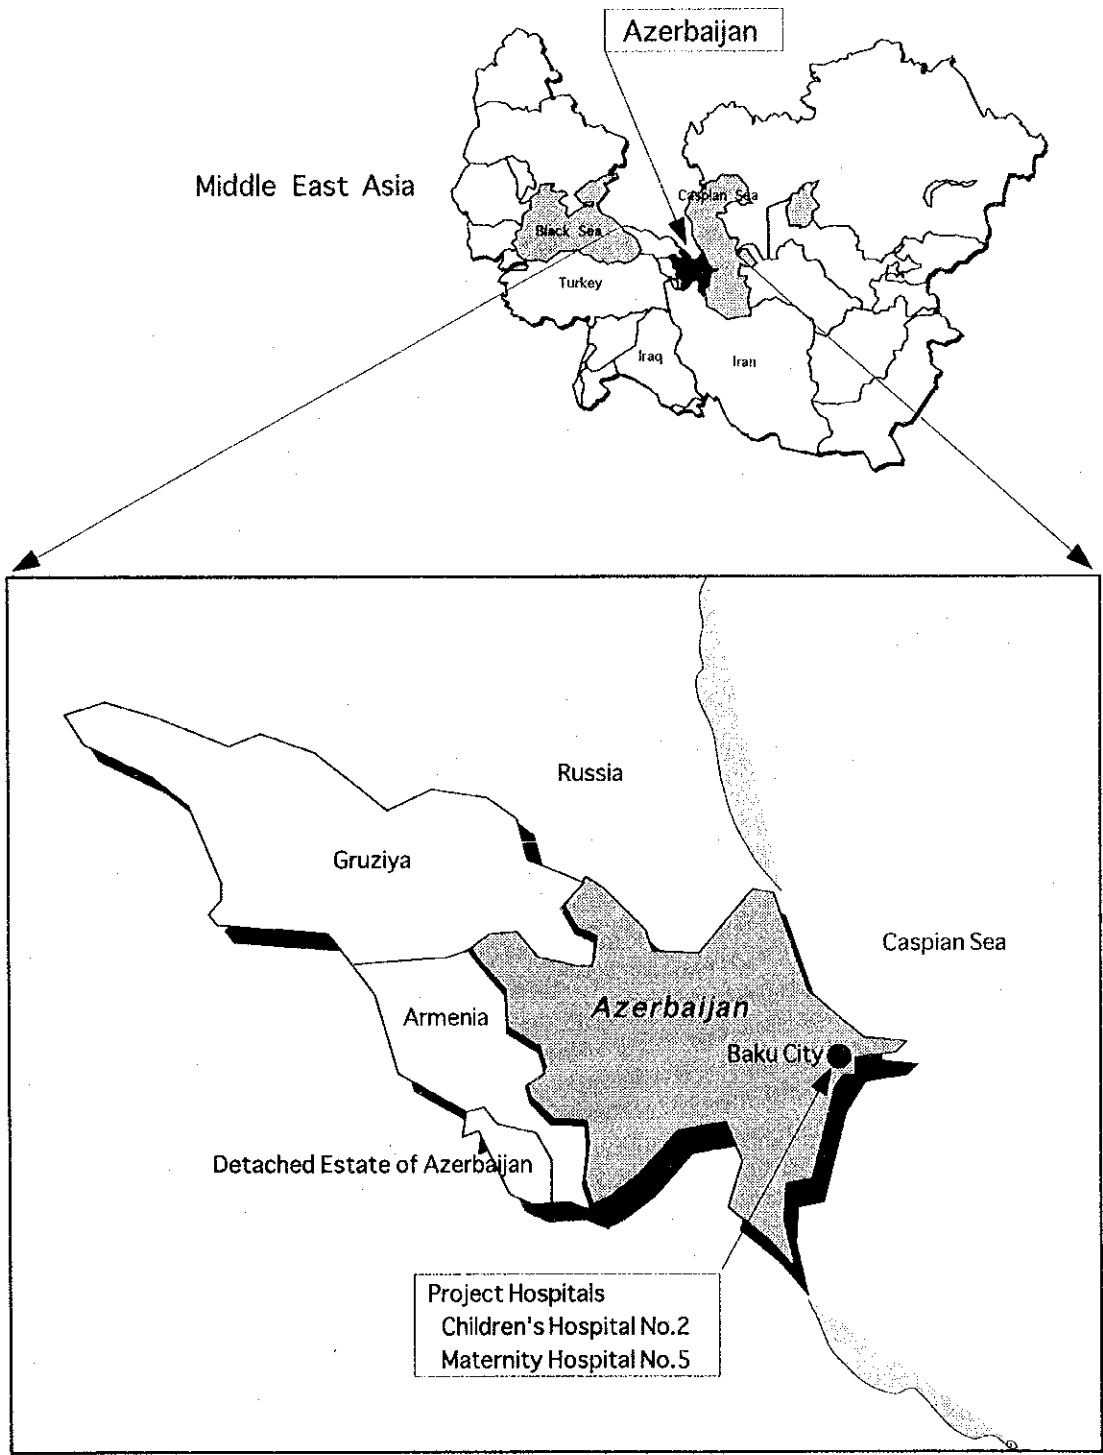 Azerbaijan
Middle East Asia
Caspian Sea
Black Sea
Turkey
Iraq
Iran
Russia
Gruziya
Caspian Sea
Azerbaijan
Armenia
Baku City
Detached Estate of Azerbaijan
Project Hospitals
Children's Hospital No.2
Maternity Hospital No.5